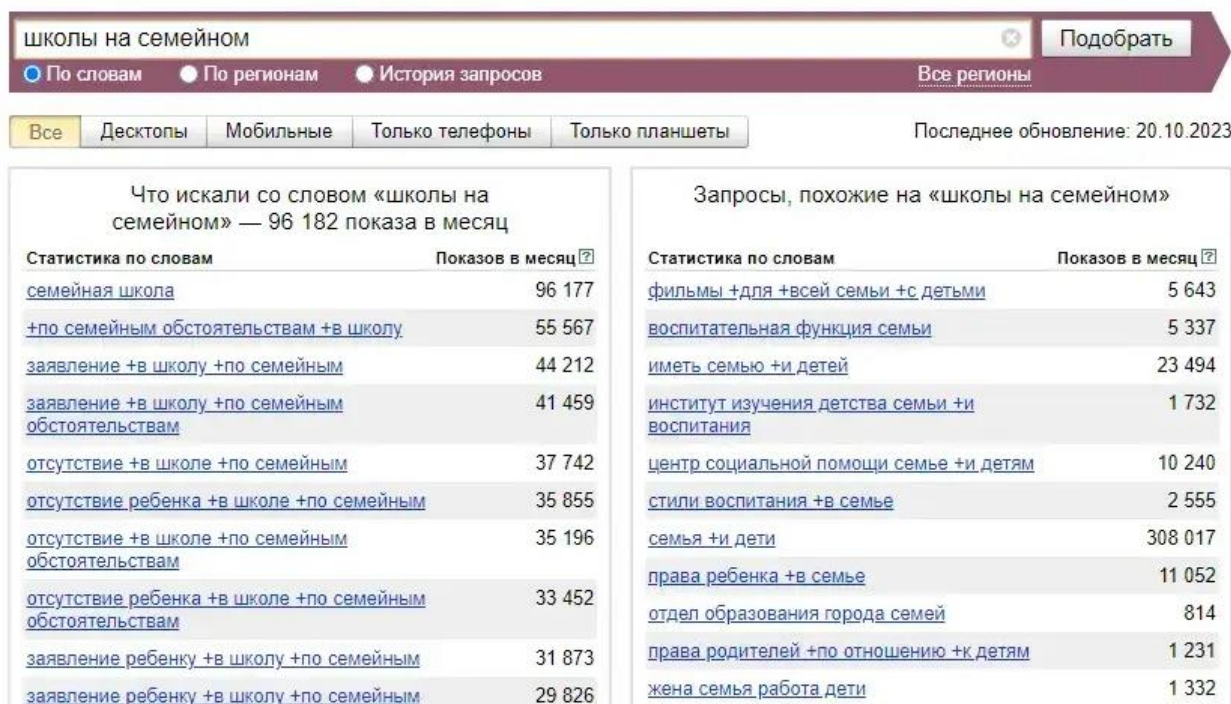 школы на семейном
Подобрать
По словам По регионам История запросов Все регионы
Все Десктопы Мобильные Только телефоны Только планшеты Последнее обновление: 20.10.2023
Что искали со словом «школы на
семейном» — 96 182 показа в месяц
Статистика по словам Показов в месяц ?
семейная школа 96 177
+по семейным обстоятельствам +в школу 55 567
заявление +в школу +по семейным 44 212
заявление +в школу +по семейным 41 459
обстоятельствам
отсутствие +в школе +по семейным 37 742
отсутствие ребенка +в школе +по семейным 35 855
отсутствие +в школе +по семейным 35 196
обстоятельствам
отсутствие ребенка +в школе +по семейным 33 452
обстоятельствам
заявление ребенку +в школу +по семейным 31 873
заявление ребенку +в школу +по семейным 29 826
Запросы, похожие на «школы на семейном»
Статистика по словам Показов в месяц ?
фильмы +для +всей семьи +с детьми 5 643
воспитательная функция семьи 5 337
иметь семью +и детей 23 494
институт изучения детства семьи +и 1 732
воспитания
центр социальной помощи семье +и детям 10 240
стили воспитания +в семье 2 555
семья +и дети 308 017
права ребенка +в семье 11 052
отдел образования города семей 814
права родителей +по отношению +к детям 1 231
жена семья работа дети 1 332